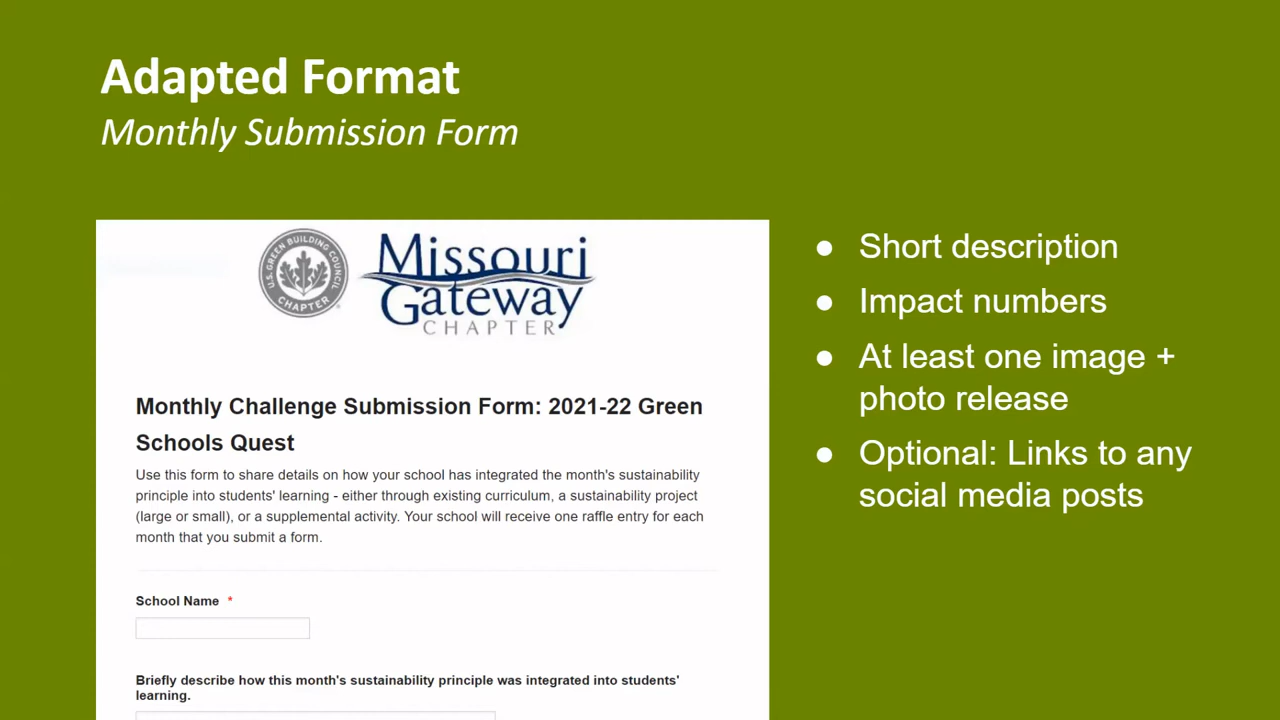 Adapted Format
Monthly Submission Form
U.S. GREEN BUILDING COUNCIL
CHAPTER
Missouri
Gateway
CHAPTER
Monthly Challenge Submission Form: 2021-22 Green
Schools Quest
Use this form to share details on how your school has integrated the month's sustainability
principle into students' learning - either through existing curriculum, a sustainability project
(large or small), or a supplemental activity. Your school will receive one raffle entry for each
month that you submit a form.
School Name *
Briefly describe how this month's sustainability principle was integrated into students'
learning.
● Short description
● Impact numbers
● At least one image +
photo release
● Optional: Links to any
social media posts